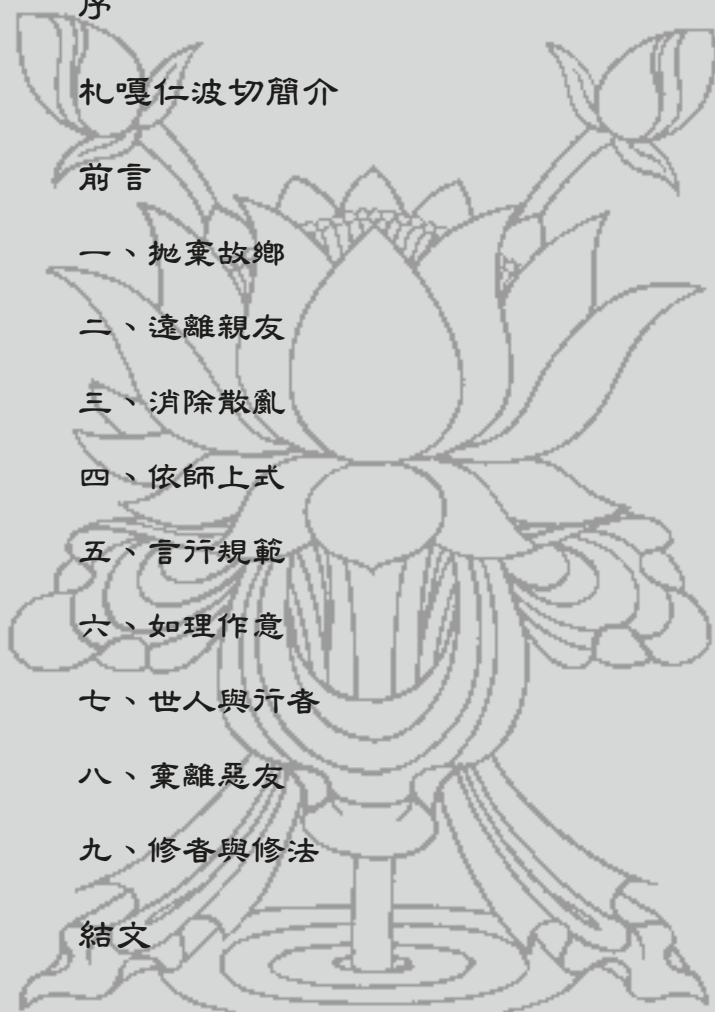 序
札嘎仁波切簡介
前言
一、拋棄故鄉
二、遠離親友
三、消除散亂
四、依師上式
五、言行規範
六、如理作意
七、世人與行者
八、棄離惡友
九、修者與修法
結文